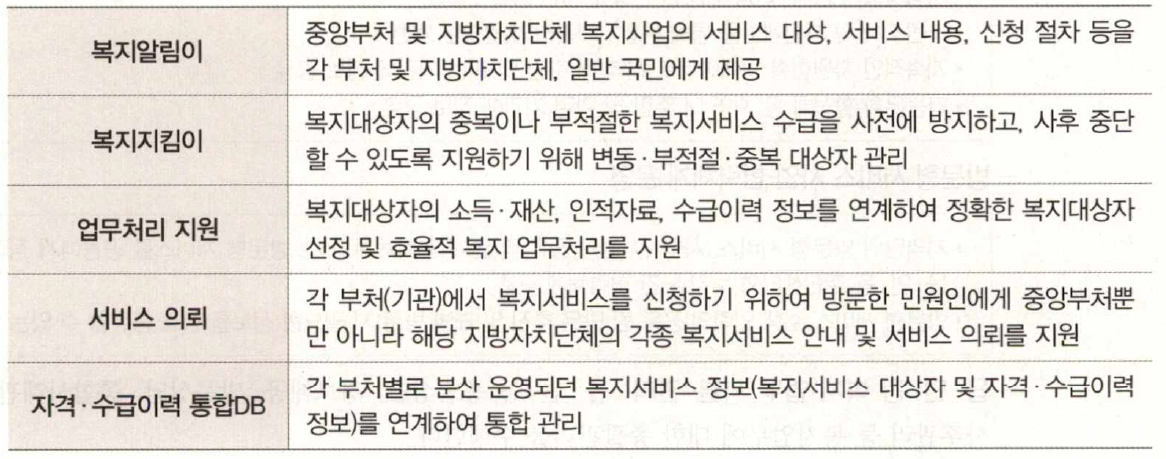 복지알림이
중앙부처 및 지방자치단체 복지사업의 서비스 대상, 서비스 내용, 신청 절차 등을
각 부처 및 지방자치단체, 일반 국민에게 제공
복지지킴이
복지대상자의 중복이나 부적절한 복지서비스 수급을 사전에 방지하고, 사후 중단
할 수 있도록 지원하기 위해 변동·부적절·중복 대상자 관리
업무처리 지원
복지대상자의 소득·재산, 인적자료, 수급이력 정보를 연계하여 정확한 복지대상자
선정 및 효율적 복지 업무처리를 지원
서비스 의뢰
각 부처(기관)에서 복지서비스를 신청하기 위하여 방문한 민원인에게 중앙부처뿐
만 아니라 해당 지방자치단체의 각종 복지서비스 안내 및 서비스 의뢰를 지원
자격·수급이력 통합DB
각 부처별로 분산 운영되던 복지서비스 정보(복지서비스 대상자 및 자격·수급이력
정보)를 연계하여 통합 관리